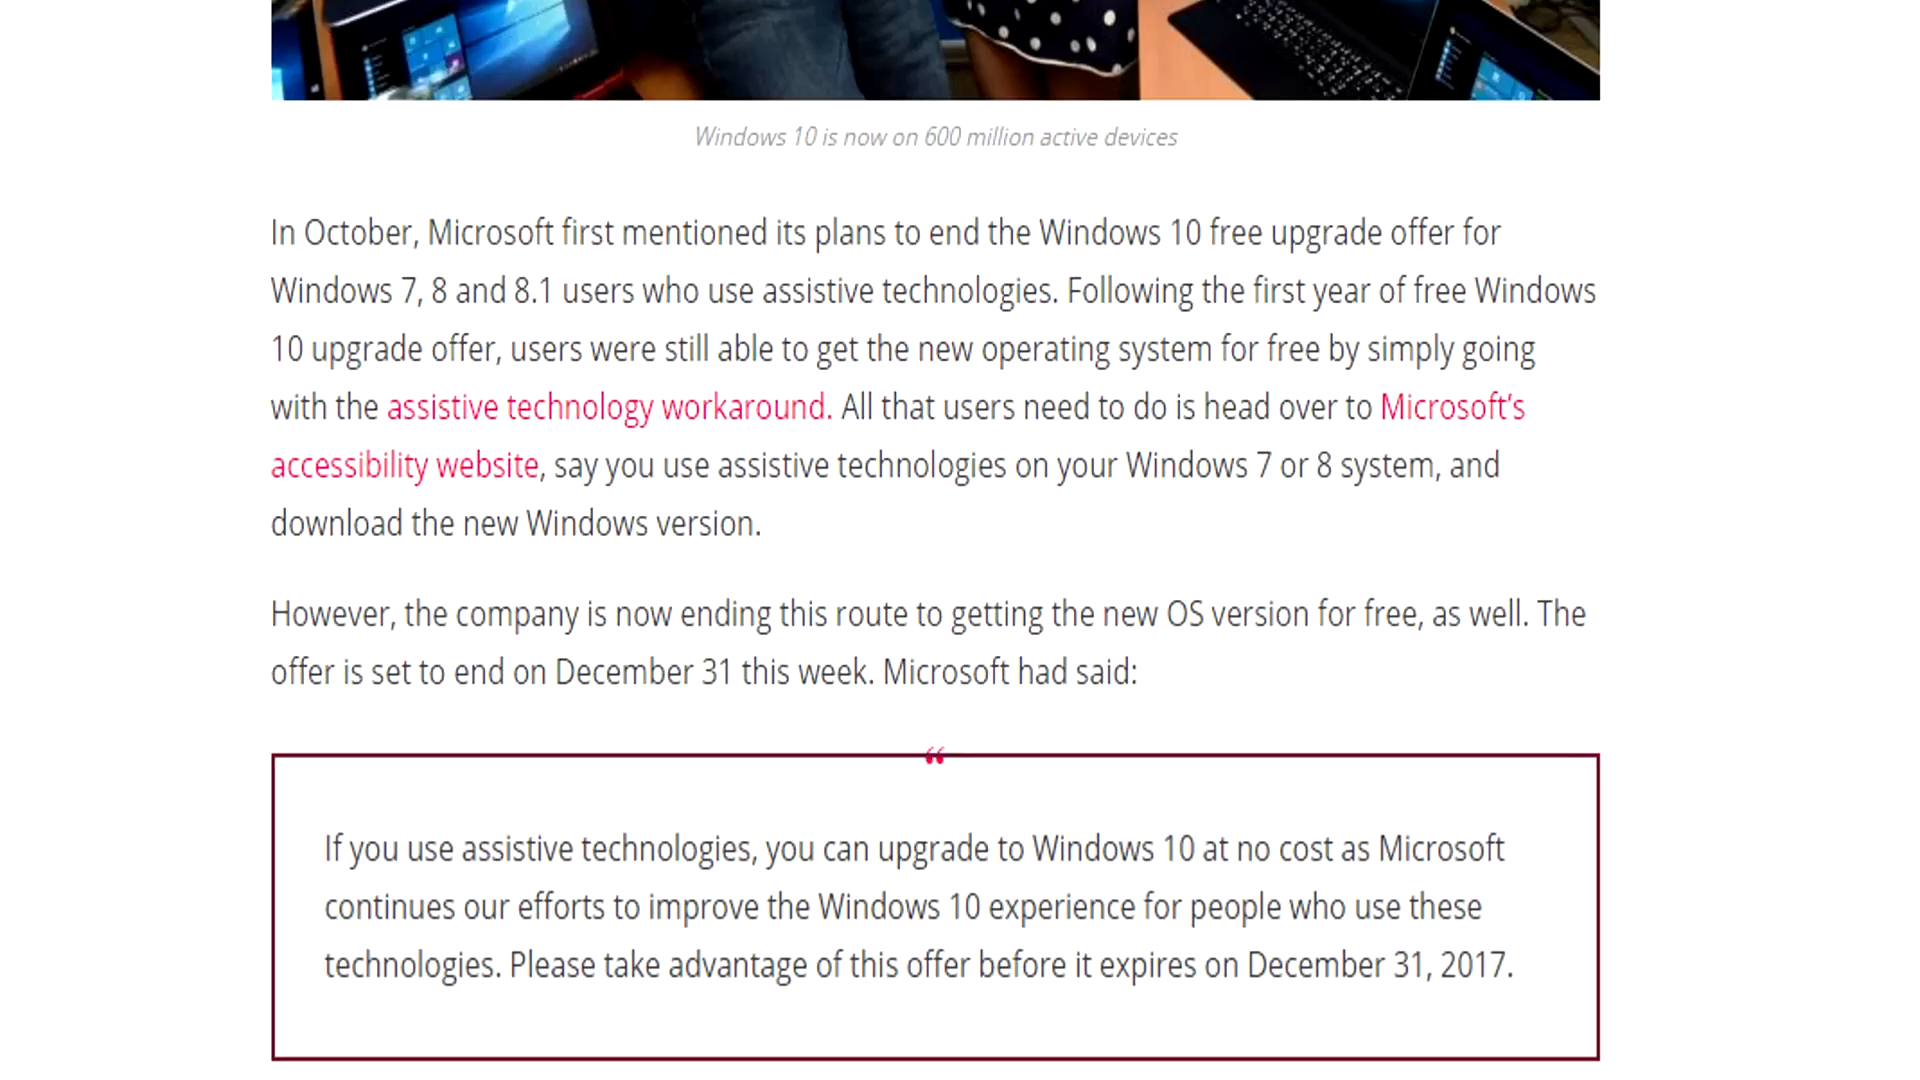 Windows 10 is now on 600 million active devices
In October, Microsoft first mentioned its plans to end the Windows 10 free upgrade offer for
Windows 7, 8 and 8.1 users who use assistive technologies. Following the first year of free Windows
10 upgrade offer, users were still able to get the new operating system for free by simply going
with the assistive technology workaround. All that users need to do is head over to Microsoft's
accessibility website, say you use assistive technologies on your Windows 7 or 8 system, and
download the new Windows version.
However, the company is now ending this route to getting the new OS version for free, as well. The
offer is set to end on December 31 this week. Microsoft had said:
“
If you use assistive technologies, you can upgrade to Windows 10 at no cost as Microsoft
continues our efforts to improve the Windows 10 experience for people who use these
technologies. Please take advantage of this offer before it expires on December 31, 2017.